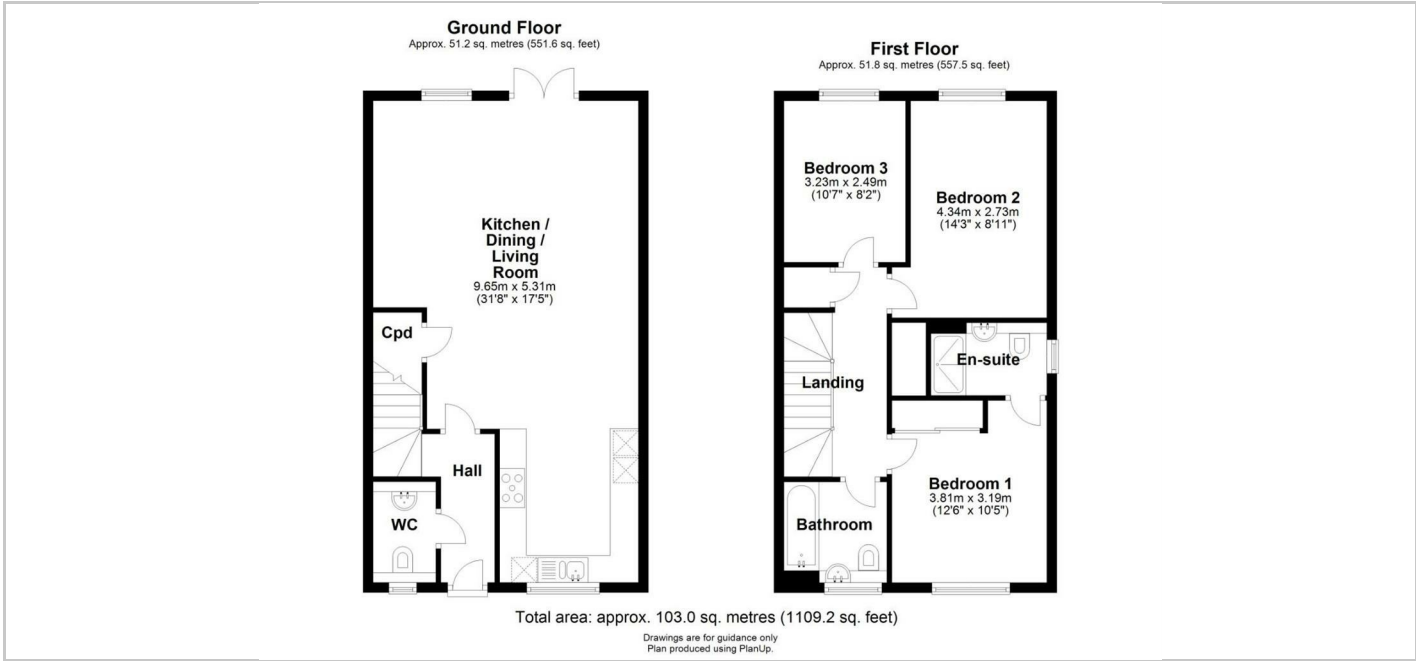 Ground Floor
Approx. 51.2 sq. metres (551.6 sq. feet)
Kitchen /
Dining /
Living
Room
9.65m x 5.31m
(31'8" x 17'5")
Cpd
Hall
WC
First Floor
Approx. 51.8 sq. metres (557.5 sq. feet)
Bedroom 3
3.23m x 2.49m
(10'7" x 8'2")
Bedroom 2
4.34m x 2.73m
(14'3" x 8'11")
En-suite
Landing
Bedroom 1
3.81m x 3.19m
(12'6" x 10'5")
Bathroom
Total area: approx. 103.0 sq. metres (1109.2 sq. feet)
Drawings are for guidance only
Plan produced using PlanUp.